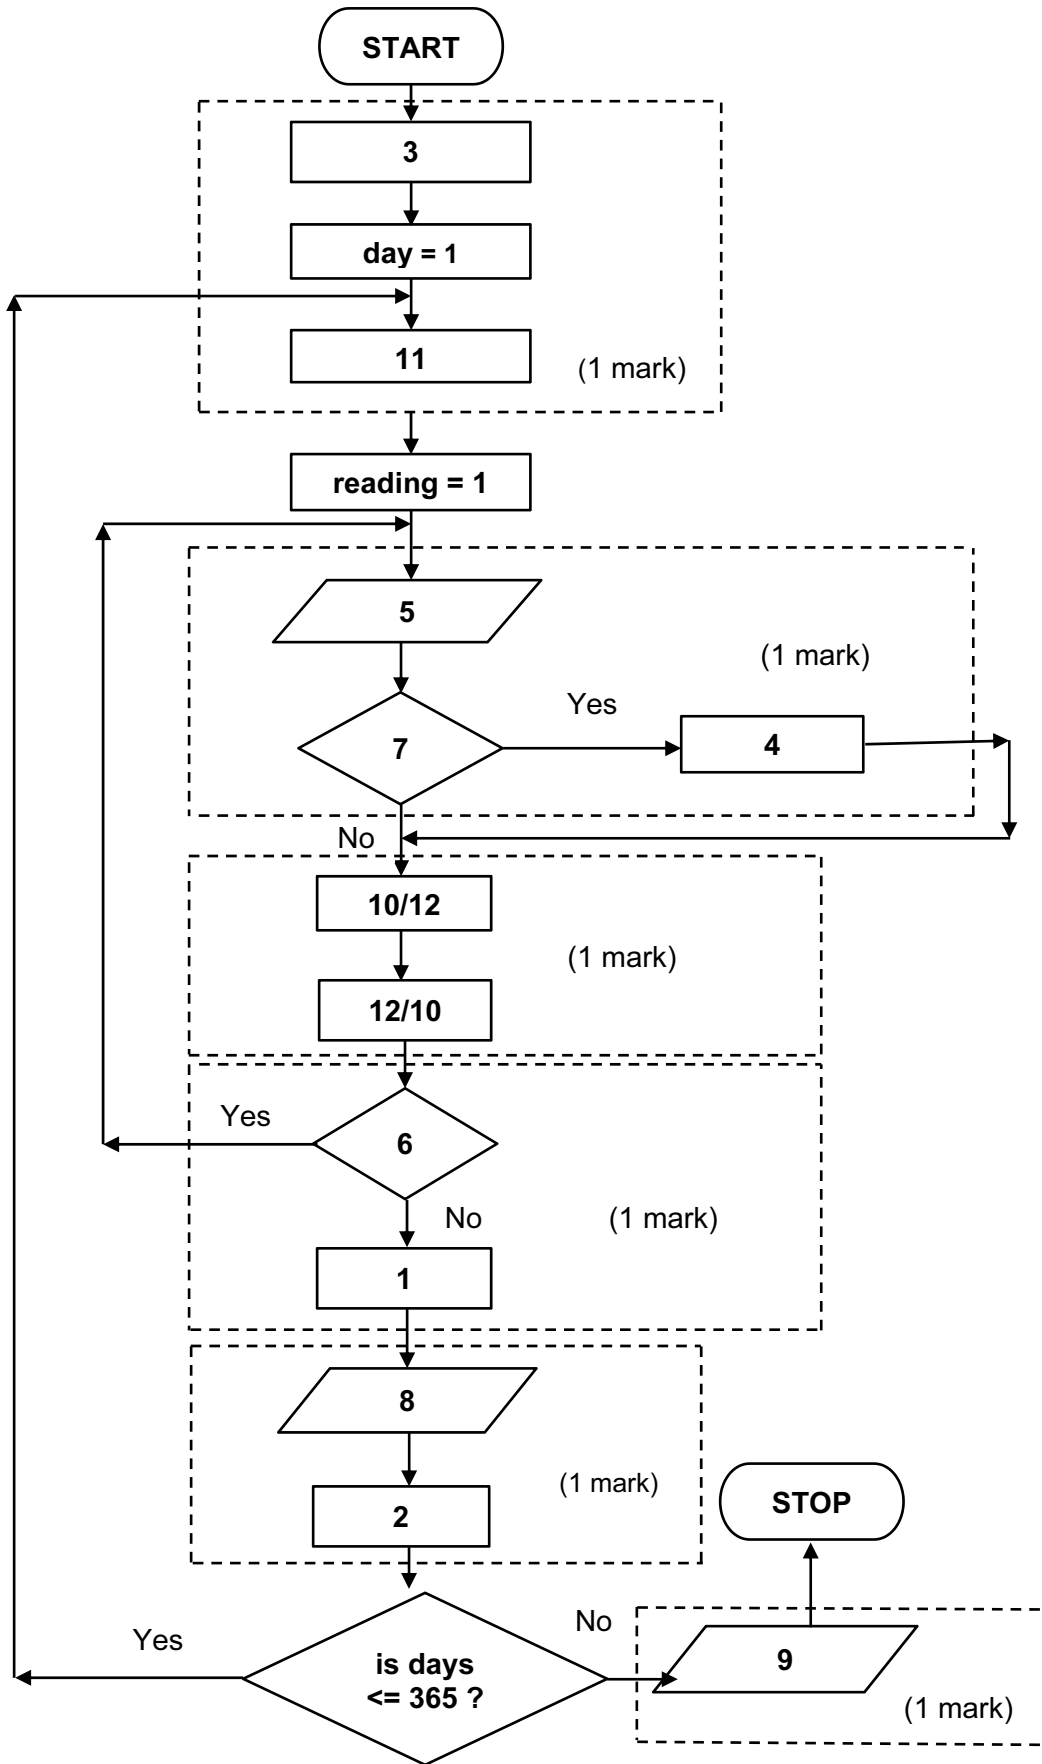 START
3
day = 1
11
(1 mark)
reading = 1
5
(1 mark)
Yes
7
4
No
10/12
(1 mark)
12/10
Yes
6
No
(1 mark)
1
8
(1 mark)
STOP
2
No
Yes
is days
<= 365 ?
9
(1 mark)